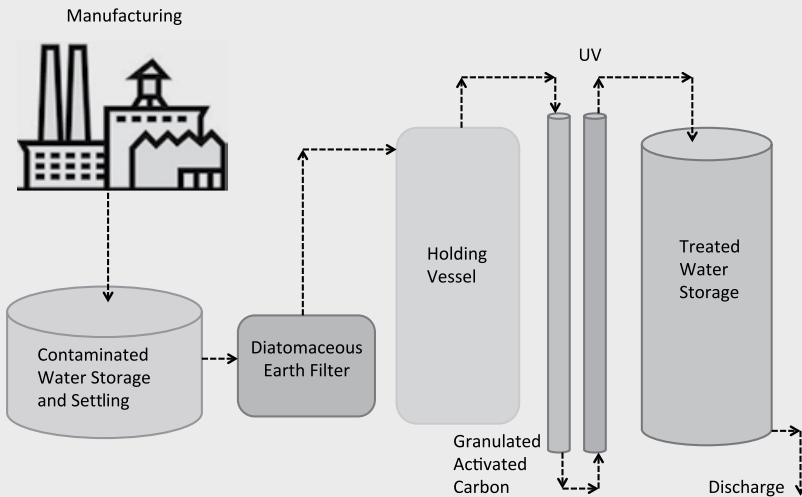 Manufacturing
UV
Holding
Vessel
Treated
Water
Storage
Contaminated
Water Storage
and Settling
Diatomaceous
Earth Filter
Granulated
Activated
Carbon
Discharge